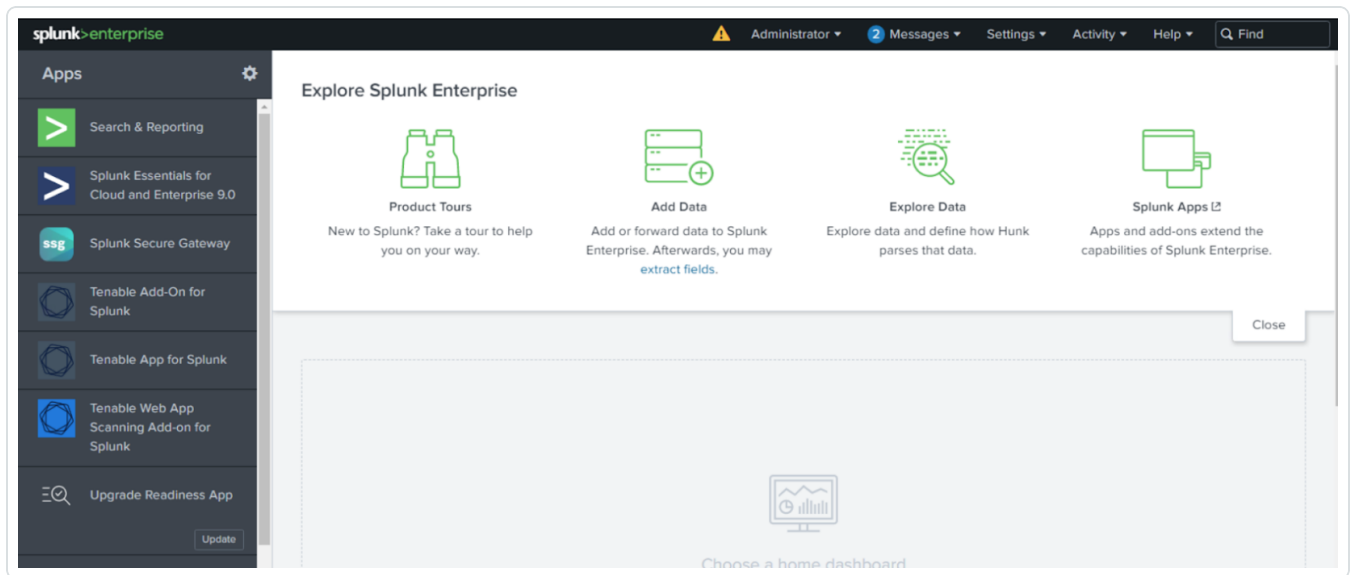 splunk>enterprise
Administrator
2 Messages
Settings
Activity
Help
Find
Apps
Search & Reporting
Splunk Essentials for
Cloud and Enterprise 9.0
ssg
Splunk Secure Gateway
Tenable Add-On for
Splunk
Tenable App for Splunk
Tenable Web App
Scanning Add-on for
Splunk
Upgrade Readiness App
Update
Explore Splunk Enterprise
Product Tours
New to Splunk? Take a tour to help
you on your way.
Add Data
Add or forward data to Splunk
Enterprise. Afterwards, you may
extract fields.
Explore Data
Explore data and define how Hunk
parses that data.
Splunk Apps
Apps and add-ons extend the
capabilities of Splunk Enterprise.
Close
Choose a home dashboard